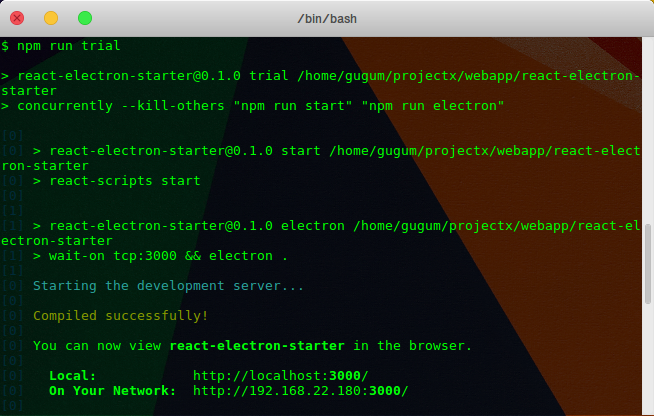 /bin/bash
$ npm run trial
> react-electron-starter@0.1.0 trial /home/gugum/projectx/webapp/react-electron-
starter
> concurrently --kill-others "npm run start" "npm run electron"
[0]
[0] > react-electron-starter@0.1.0 start /home/gugum/projectx/webapp/react-elect
ron-starter
[0] > react-scripts start
[0]
[1]
[1] > react-electron-starter@0.1.0 electron /home/gugum/projectx/webapp/react-el
ectron-starter
[1] > wait-on tcp:3000 && electron .
[1]
[0] Starting the development server...
[0]
[0] Compiled successfully!
[0]
[0] You can now view react-electron-starter in the browser.
[0]
[0] Local: http://localhost:3000/
[0] On Your Network: http://192.168.22.180:3000/
[0]